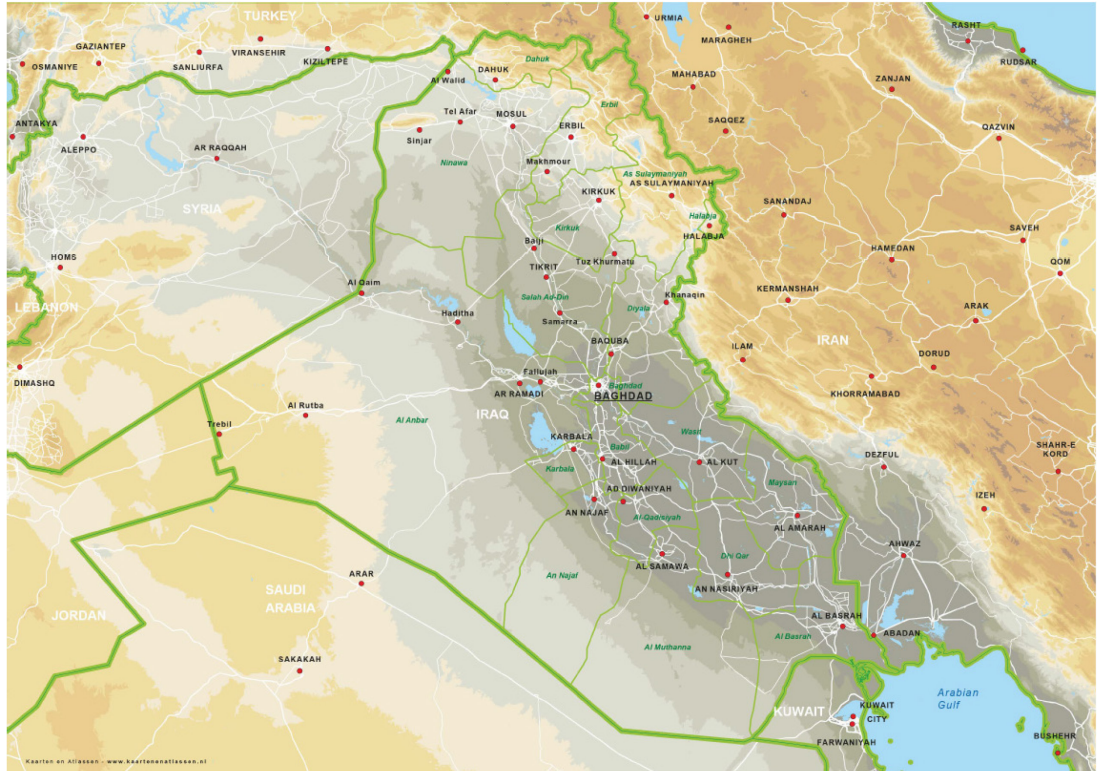 TURKEY
URMIA
RASHT
GAZIANTEP
VIRANSEHIR
MARAGHEH
OSMANIYE
SANLIURFA
KIZILTEPE
Dahuk
RUDSAR
Al Walid
DAHUK
MAHABAD
ZANJAN
Erbil
ANTAKYA
Tel Afar
MOSUL
ERBIL
SAQQEZ
QAZVIN
ALEPPO
AR RAQQAH
Sinjar
Ninawa
Makhmour
As Sulaymaniyah
AS SULAYMANIYAH
KIRKUK
SYRIA
SANANDAJ
Halabja
HALABJA
Kirkuk
SAVEH
HOMS
Baiji
HAMEDAN
TIKRIT
Tuz Khurmatu
QOM
Al Qaim
KERMANSHAH
LEBANON
Salah Ad-Din
Khanaqin
Diyala
ARAK
Haditha
Samarra
IRAN
BAQUBA
ILAM
DORUD
DIMASHQ
Fallujah
AR RAMADI
Baghdad
BAGHDAD
KHORRAMABAD
Al Rutba
Trebil
Al Anbar
IRAQ
Wasit
KARBALA
Babil
SHAHR-E
KORD
DEZFUL
Karbala
AL HILLAH
AL KUT
Maysan
AD DIWANIYAH
IZEH
AN NAJAF
Al-Qadisiyah
AL AMARAH
AHWAZ
Dhi Qar
AL SAMAWA
An Najaf
ARAR
AN NASIRIYAH
SAUDI
ARABIA
JORDAN
AL BASRAH
Al Basrah
ABADAN
Al Muthanna
SAKAKAH
Arabian
Gulf
KUWAIT
KUWAIT
CITY
FARWANIYAH
BUSHEHR
Kaarten en Atlassen - www.kaartenenatlassen.nl